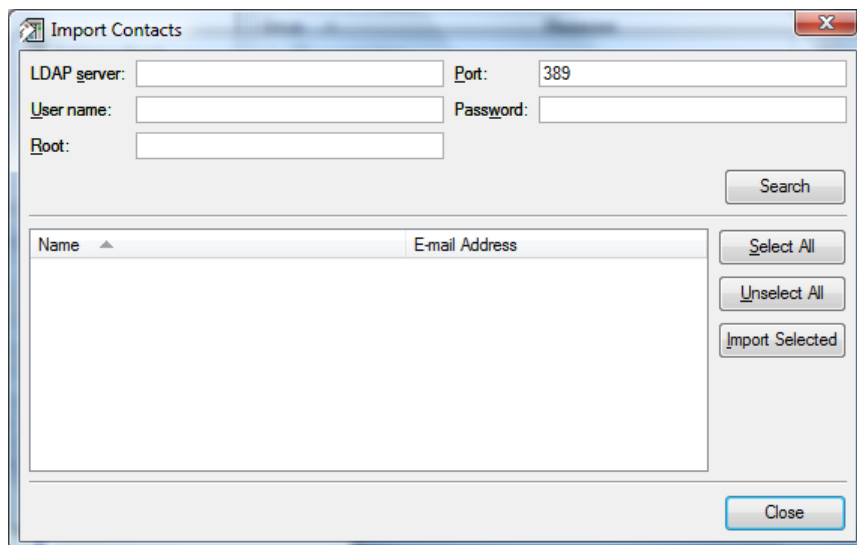 Import Contacts
LDAP server:
Port: 389
User name:
Password:
Root:
Search
Name E-mail Address
Select All
Unselect All
Import Selected
Close